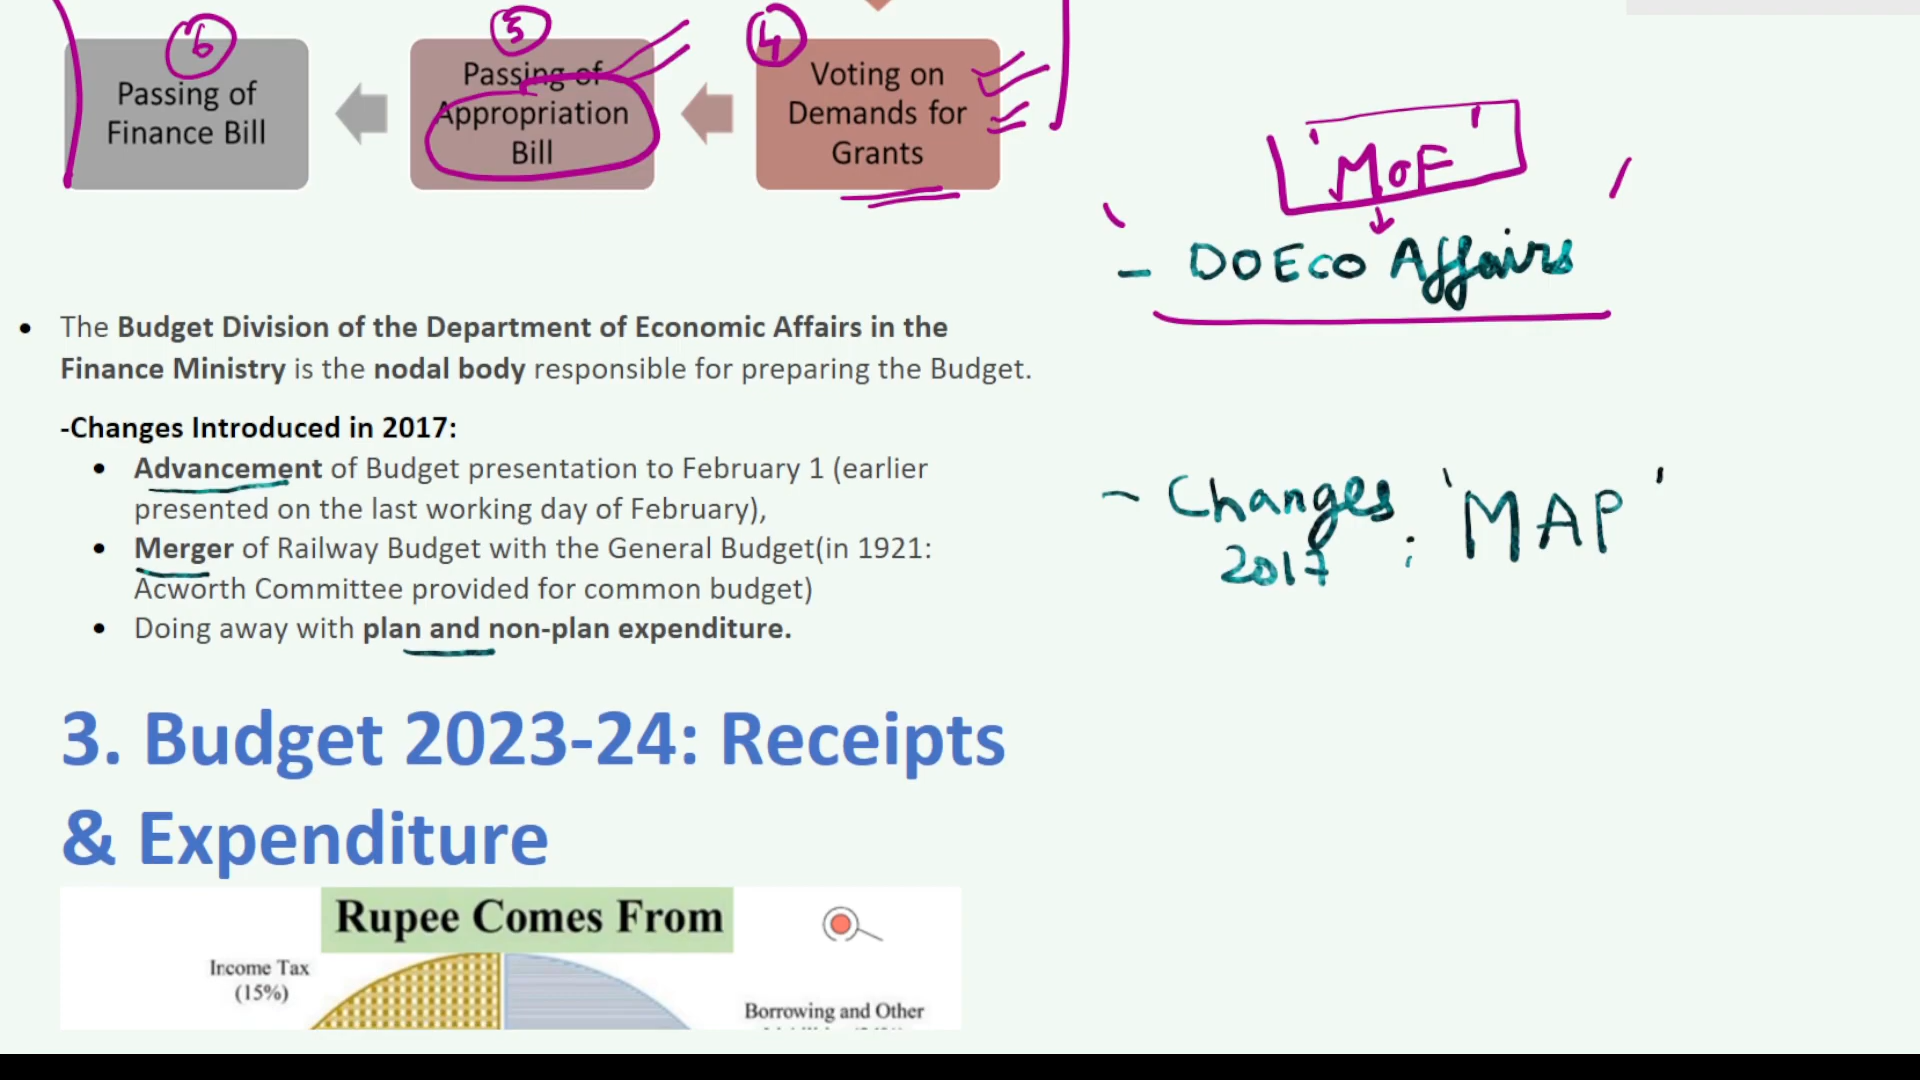 6
5
4
Passing of
Finance Bill
Passing of
Appropriation
Bill
Voting on
Demands for
Grants
'MoF'
- DOEco Affairs
• The Budget Division of the Department of Economic Affairs in the
Finance Ministry is the nodal body responsible for preparing the Budget.
-Changes Introduced in 2017:
• Advancement of Budget presentation to February 1 (earlier
presented on the last working day of February),
• Merger of Railway Budget with the General Budget(in 1921:
Acworth Committee provided for common budget)
• Doing away with plan and non-plan expenditure.
- Changes : 'MAP'
2017
3. Budget 2023-24: Receipts
& Expenditure
Rupee Comes From
Income Tax
(15%)
Borrowing and Other